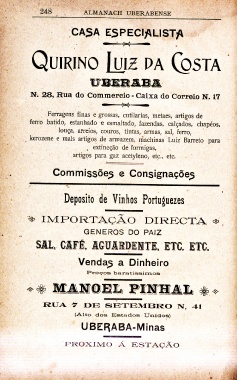 248 ALMANACH UBERABENSE
CASA ESPECIALISTA
QUIRINO LUIZ DA COSTA
UBERABA
N. 28, Rua do Commercio - Caixa do Correio N. 17
Ferragens finas e grossas, cutilarias, metaes, artigos de
ferro batido, estanhado e esmaltado, fazendas, calçados, chapéos,
louça, arreios, couros, tintas, armas, sal, ferro,
kerozene e mais artigos de armazem, machinas Luiz Barreto para
extincção de formigas,
artigos para gaz acetyleno, etc., etc.
Commissões e Consignações
Deposito de Vinhos Portuguezes
IMPORTAÇÃO DIRECTA
GENEROS DO PAIZ
SAL, CAFÉ, AGUARDENTE, ETC. ETC.
Vendas a Dinheiro
Preços baratissimos
MANOEL PINHAL
RUA 7 DE SETEMBRO N. 41
(Alto dos Estados Unidos)
UBERABA-Minas
PROXIMO Á ESTAÇÃO